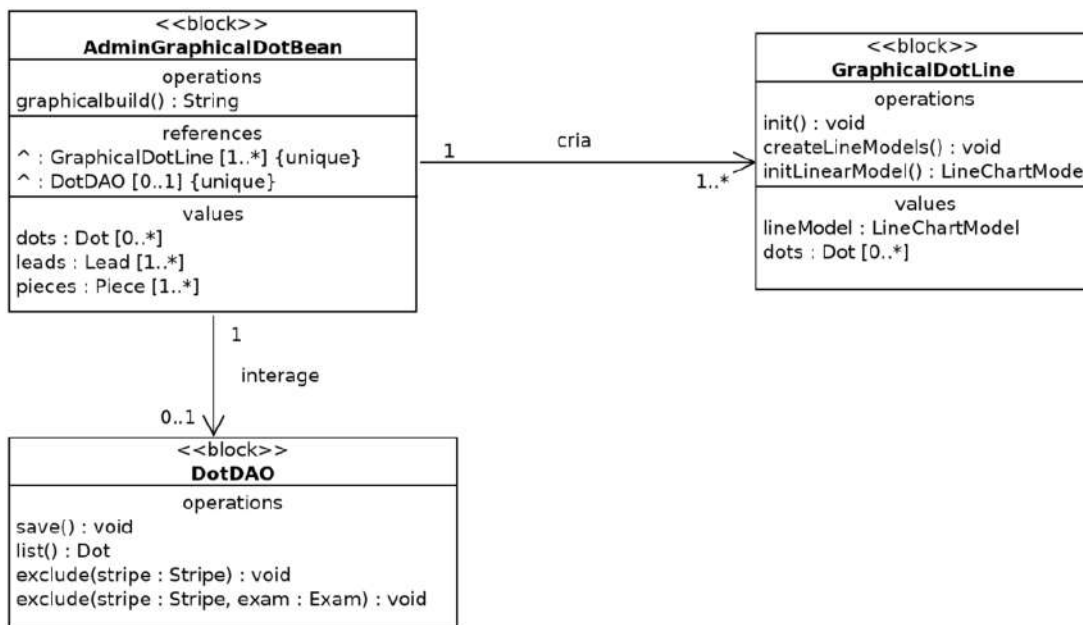 <<block>>
AdminGraphicalDotBean
operations
graphicalbuild() : String
references
^ : GraphicalDotLine [1..*] {unique}
^ : DotDAO [0..1] {unique}
values
dots : Dot [0..*]
leads : Lead [1..*]
pieces : Piece [1..*]
1
cria
1..*
<<block>>
GraphicalDotLine
operations
init() : void
createLineModels() : void
initLinearModel() : LineChartMode
values
lineModel : LineChartModel
dots : Dot [0..*]
1
interage
0..1
<<block>>
DotDAO
operations
save() : void
list() : Dot
exclude(stripe : Stripe) : void
exclude(stripe : Stripe, exam : Exam) : void